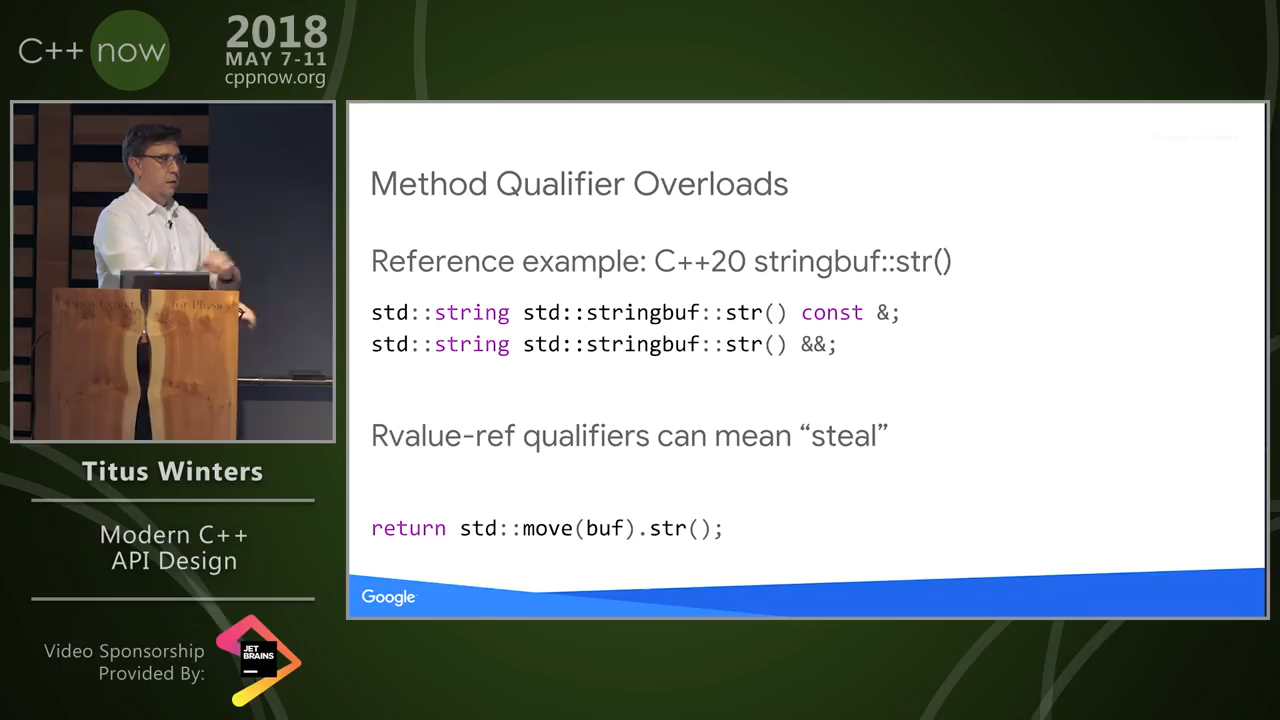 C++ now
2018
MAY 7-11
cppnow.org
Method Qualifier Overloads
Reference example: C++20 stringbuf::str()
std::string std::stringbuf::str() const &;
std::string std::stringbuf::str() &&;
Rvalue-ref qualifiers can mean “steal”
return std::move(buf).str();
Google
Titus Winters
Modern C++
API Design
Video Sponsorship
Provided By:
JET
BRAINS